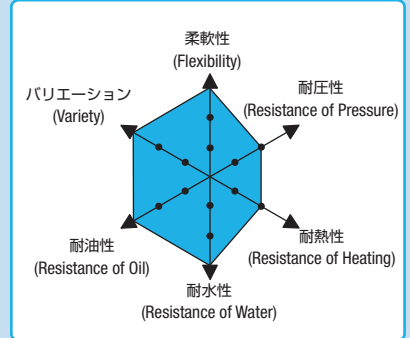 柔軟性
(Flexibility)
バリエーション
(Variety)
耐圧性
(Resistance of Pressure)
耐油性
(Resistance of Oil)
耐熱性
(Resistance of Heating)
耐水性
(Resistance of Water)